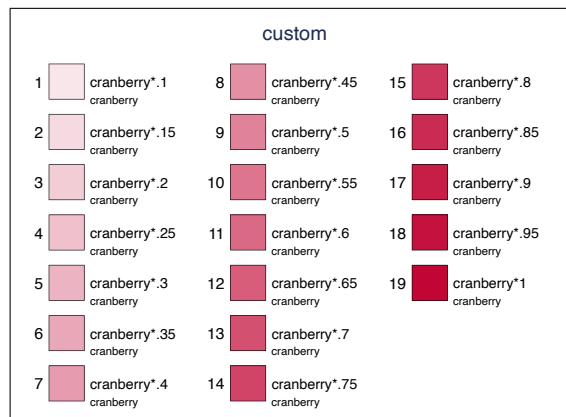 custom
1 cranberry*.1
cranberry
2 cranberry*.15
cranberry
3 cranberry*.2
cranberry
4 cranberry*.25
cranberry
5 cranberry*.3
cranberry
6 cranberry*.35
cranberry
7 cranberry*.4
cranberry
8 cranberry*.45
cranberry
9 cranberry*.5
cranberry
10 cranberry*.55
cranberry
11 cranberry*.6
cranberry
12 cranberry*.65
cranberry
13 cranberry*.7
cranberry
14 cranberry*.75
cranberry
15 cranberry*.8
cranberry
16 cranberry*.85
cranberry
17 cranberry*.9
cranberry
18 cranberry*.95
cranberry
19 cranberry*1
cranberry